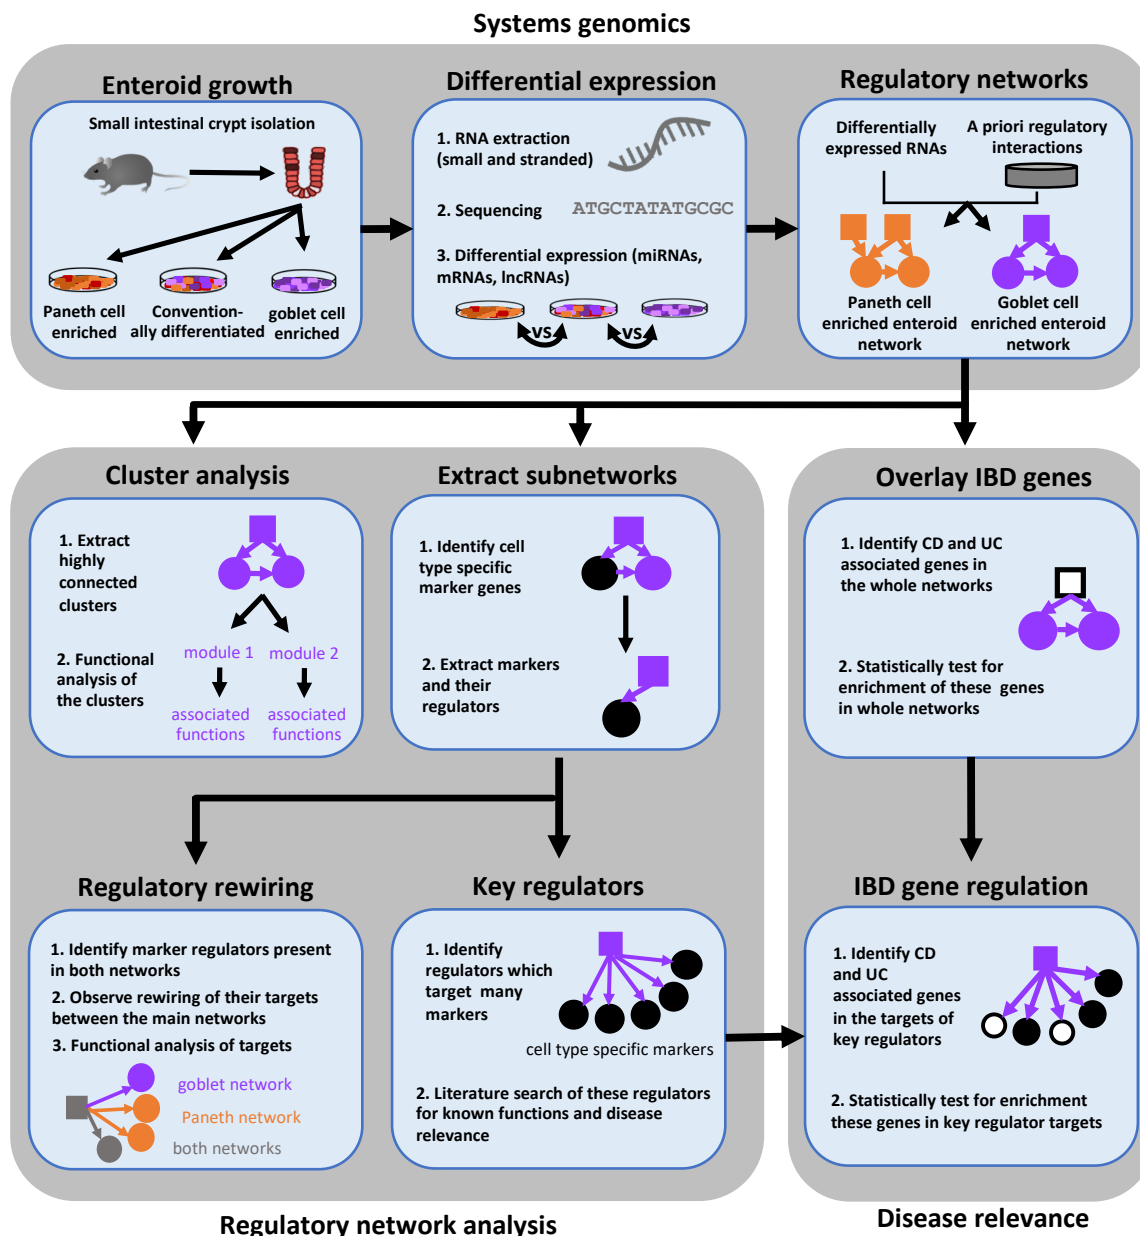 Systems genomics
Enteroid growth
Small intestinal crypt isolation
Paneth cell
enriched
Convention-
ally differentiated
goblet cell
enriched
Differential expression
1. RNA extraction
(small and stranded)
2. Sequencing
ATGCTATATGCGC
3. Differential expression (miRNAs,
mRNAs, lncRNAs)
vs
vs
Regulatory networks
Differentially
expressed RNAs
A priori regulatory
interactions
Paneth cell
enriched enteroid
network
Goblet cell
enriched enteroid
network
Cluster analysis
1. Extract
highly
connected
clusters
2. Functional
analysis of
the clusters
module 1
module 2
associated
functions
associated
functions
Extract subnetworks
1. Identify cell
type specific
marker genes
2. Extract markers
and their
regulators
Overlay IBD genes
1. Identify CD and UC
associated genes in
the whole networks
2. Statistically test for
enrichment of these genes
in whole networks
Regulatory rewiring
1. Identify marker regulators present
in both networks
2. Observe rewiring of their targets
between the main networks
3. Functional analysis of targets
goblet network
Paneth network
both networks
Key regulators
1. Identify
regulators which
target many
markers
cell type specific markers
2. Literature search of these regulators
for known functions and disease
relevance
IBD gene regulation
1. Identify CD
and UC
associated genes
in the targets of
key regulators
2. Statistically test for enrichment
these genes in key regulator targets
Regulatory network analysis
Disease relevance